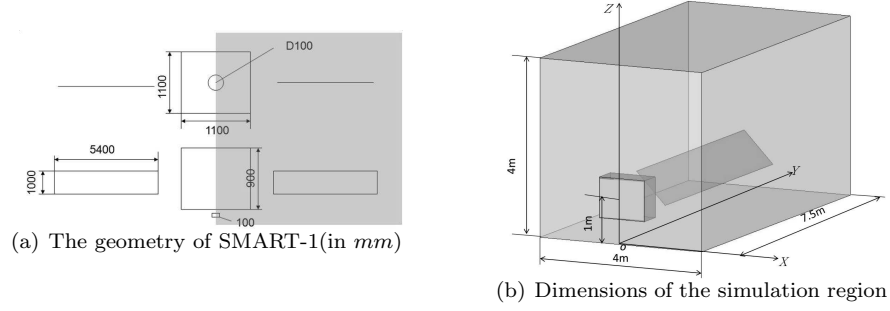 D100
1100
1100
5400
1000
900
100
(a) The geometry of SMART-1(in mm)
Z
4m
Y
1m
7.5m
o
4m
X
(b) Dimensions of the simulation region